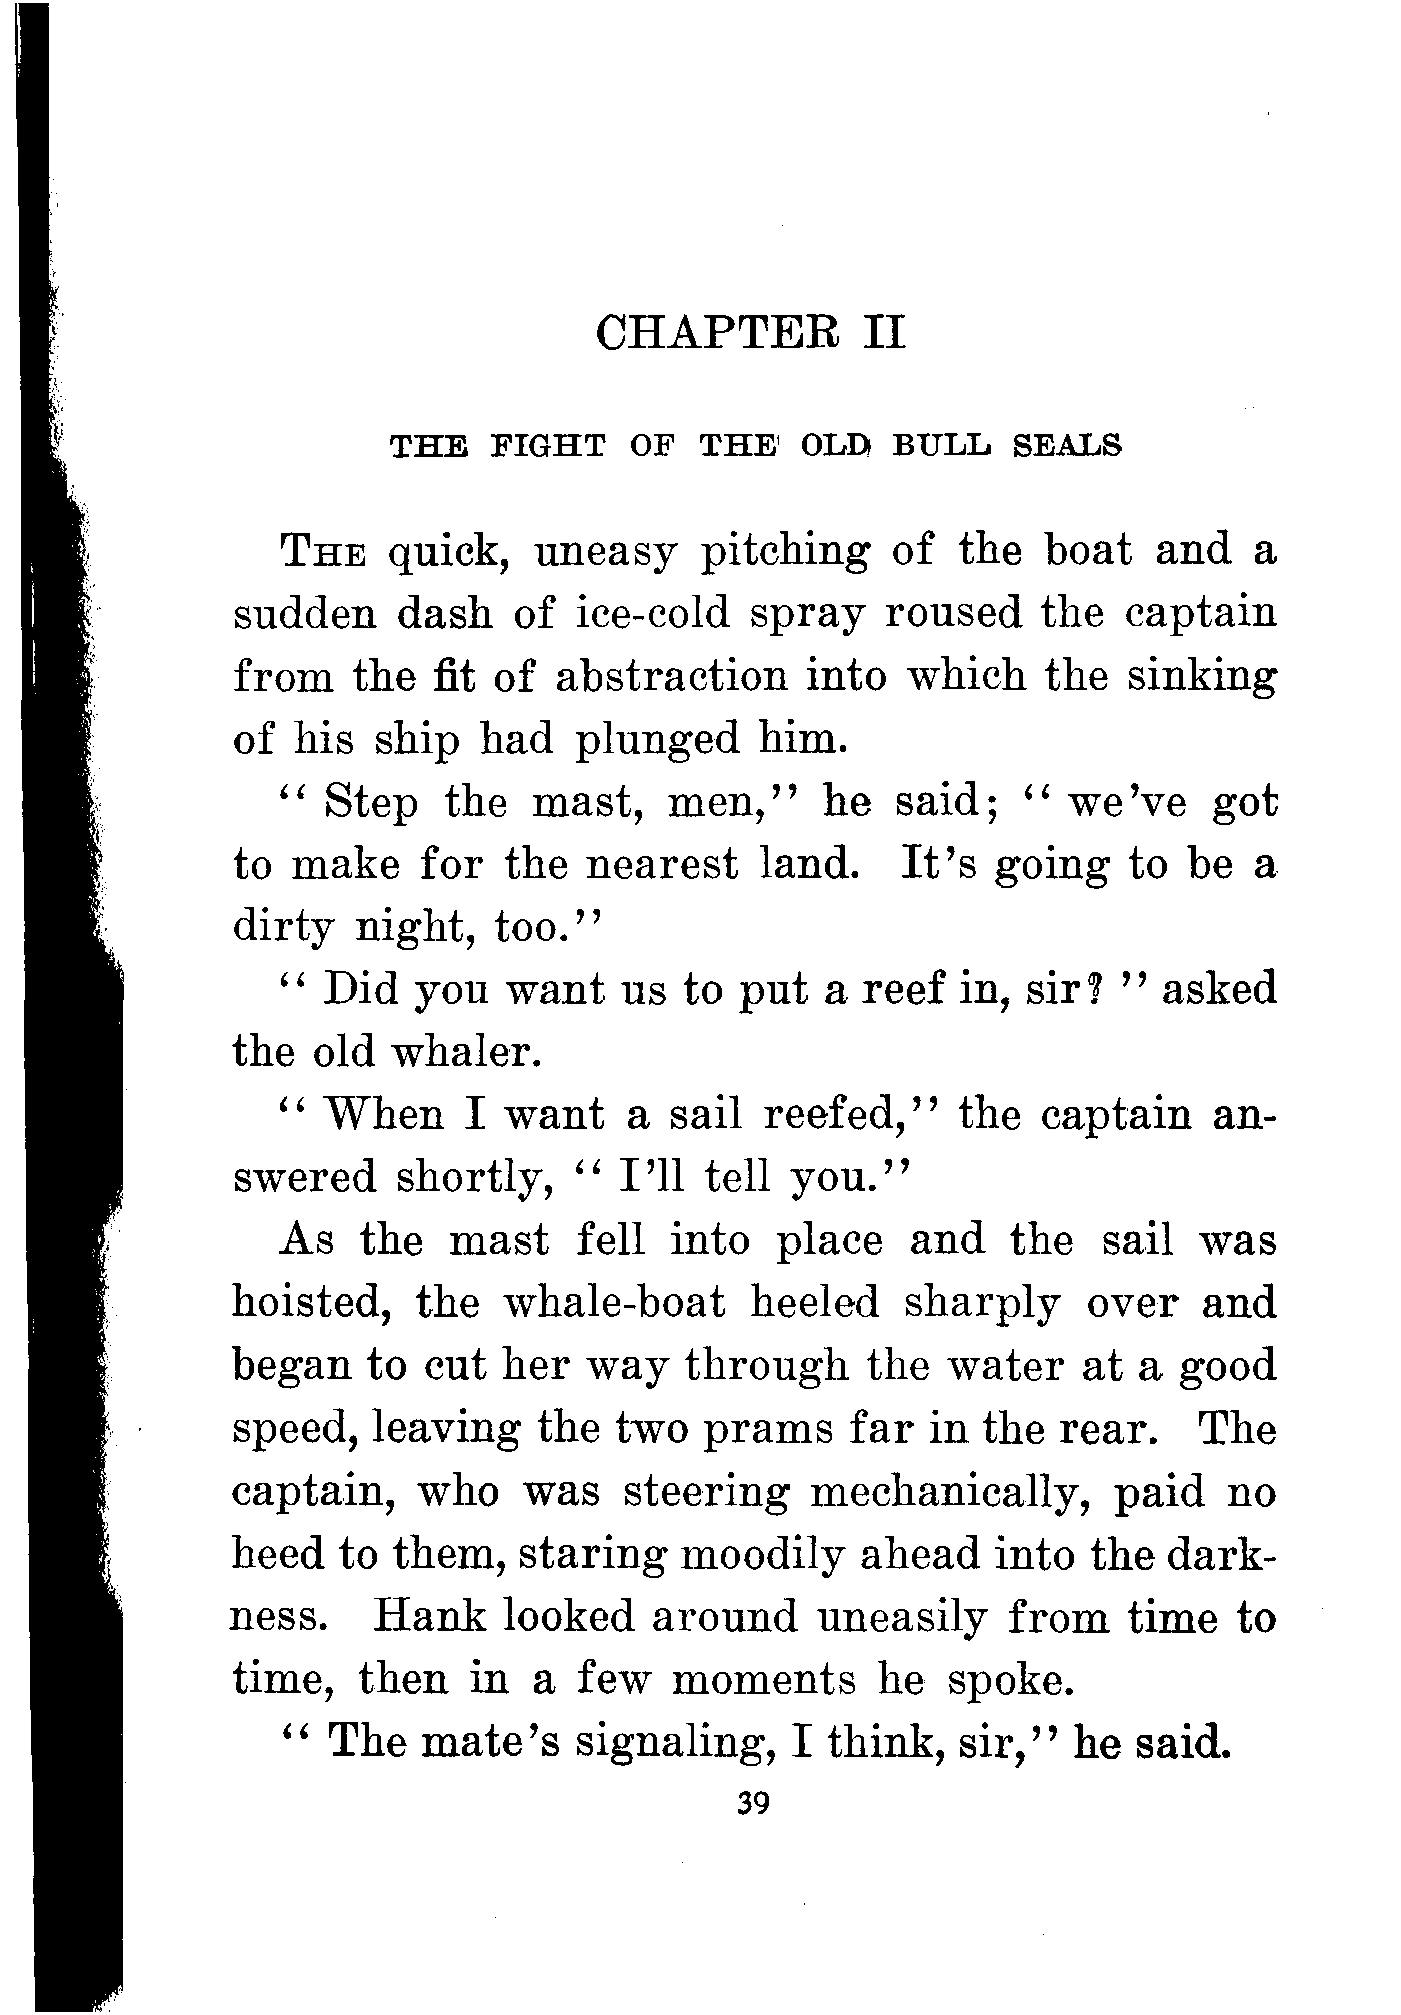 CHAPTER II
THE FIGHT OF THE OLD BULL SEALS
THE quick, uneasy pitching of the boat and a
sudden dash of ice-cold spray roused the captain
from the fit of abstraction into which the sinking
of his ship had plunged him.
“ Step the mast, men,” he said; “ we've got
to make for the nearest land. It's going to be a
dirty night, too.”
“ Did you want us to put a reef in, sir? ” asked
the old whaler.
“ When I want a sail reefed,” the captain an-
swered shortly, “ I'll tell you.”
As the mast fell into place and the sail was
hoisted, the whale-boat heeled sharply over and
began to cut her way through the water at a good
speed, leaving the two prams far in the rear. The
captain, who was steering mechanically, paid no
heed to them, staring moodily ahead into the dark-
ness. Hank looked around uneasily from time to
time, then in a few moments he spoke.
“ The mate's signaling, I think, sir,” he said.
39